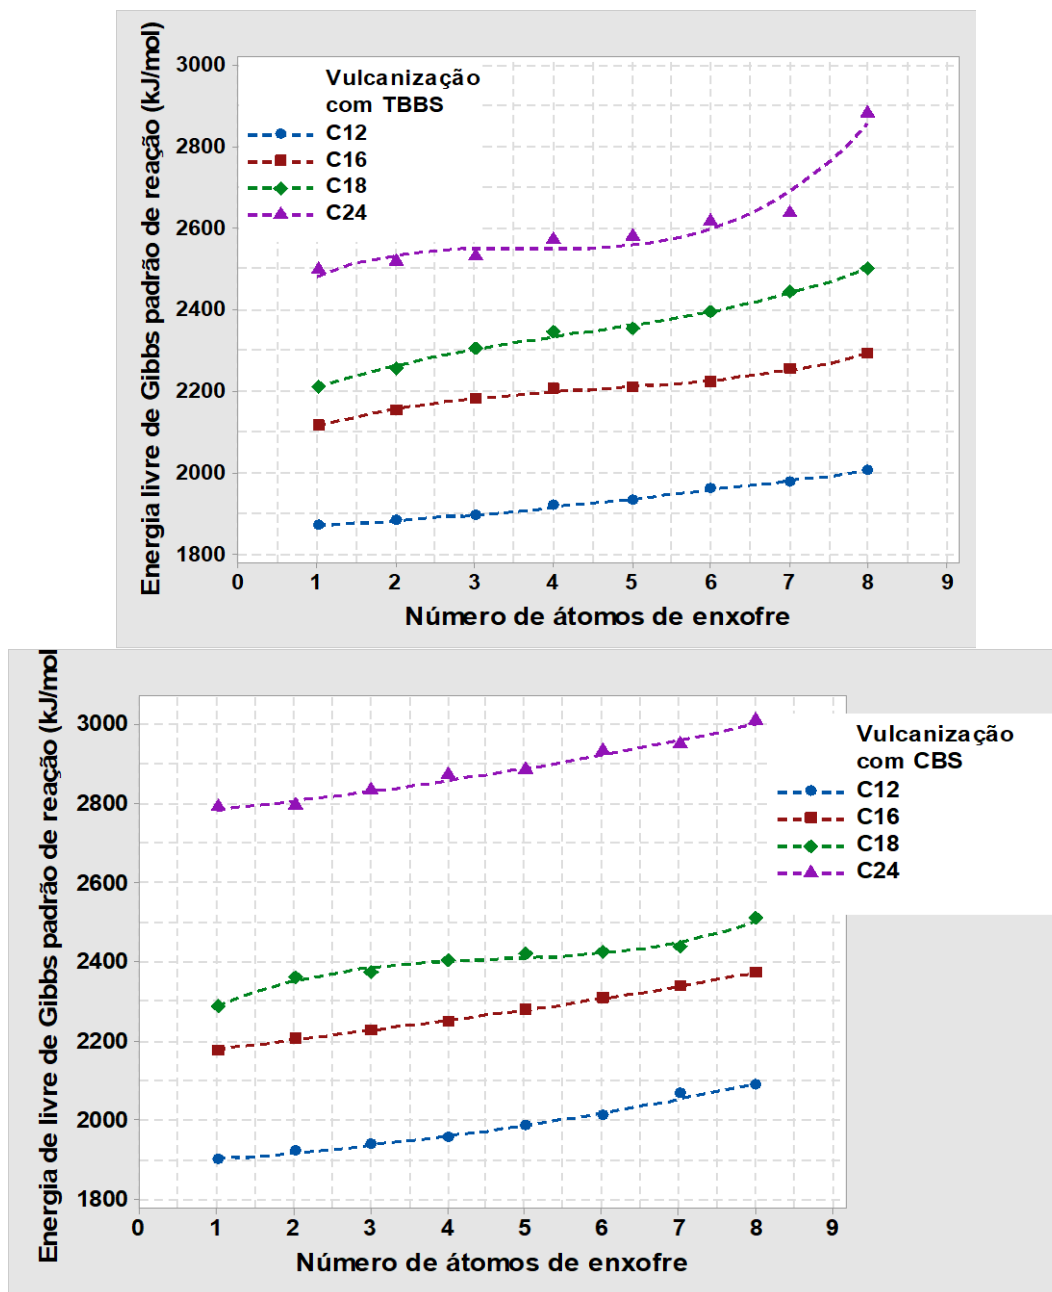 Energia livre de Gibbs padrão de reação (kJ/mol)
3000
2800
2600
2400
2200
2000
1800
Vulcanização
com TBBS
C12
C16
C18
C24
0 1 2 3 4 5 6 7 8 9
Número de átomos de enxofre
Energia de livre de Gibbs padrão de reação (kJ/mol
3000
2800
2600
2400
2200
2000
1800
Vulcanização
com CBS
C12
C16
C18
C24
0 1 2 3 4 5 6 7 8 9
Número de átomos de enxofre